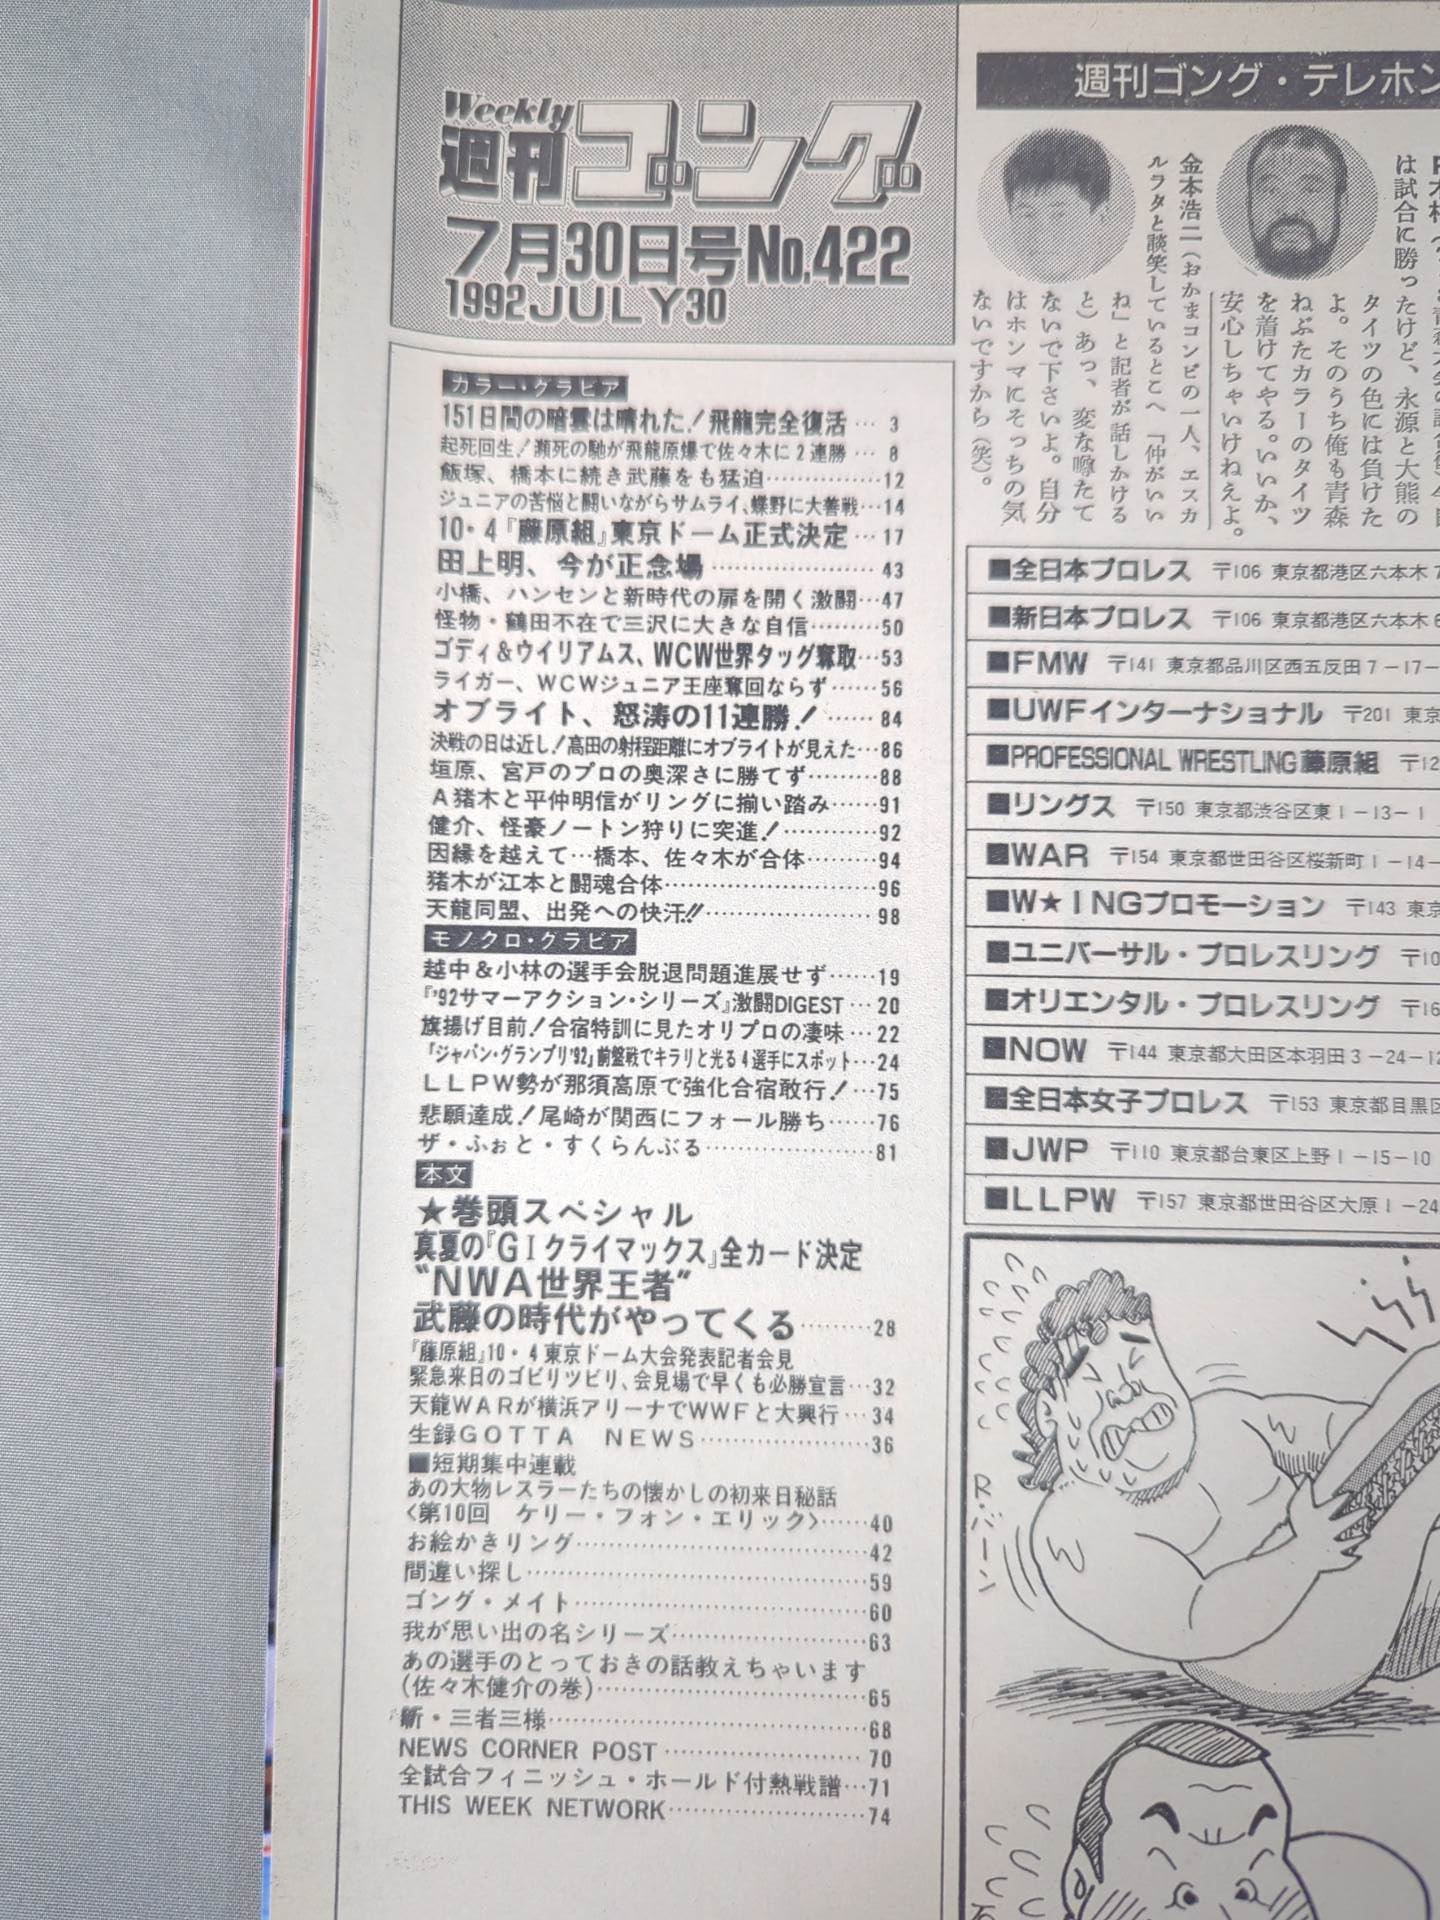 Weekly
週刊ゴング
7月30日号No.422
1992JULY30
カラー・グラビア
151日間の暗雲は晴れた!飛龍完全復活…3
起死回生!瀕死の馳が飛龍原爆で佐々木に2連勝…8
飯塚、橋本に続き武藤をも猛迫……12
ジュニアの苦悩と闘いながらサムライ、蝶野に大善戦…14
10・4『藤原組』東京ドーム正式決定…17
田上明、今が正念場……43
小橋、ハンセンと新時代の扉を開く激闘…47
怪物・鶴田不在で三沢に大きな自信……50
ゴディ&ウイリアムス、WCW世界タッグ奪取…53
ライガー、WCWジュニア王座奪回ならず……56
オブライト、怒涛の11連勝!……84
決戦の日は近し!高田の射程距離にオブライトが見えた…86
垣原、宮戸のプロの奥深さに勝てず……88
A猪木と平仲明信がリングに揃い踏み……91
健介、怪豪ノートン狩りに突進!……92
因縁を越えて…橋本、佐々木が合体……94
猪木が江本と闘魂合体……96
天龍同盟、出発への快汗!!……98
モノクロ・グラビア
越中&小林の選手会脱退問題進展せず……19
『'92サマーアクション・シリーズ』激闘DIGEST…20
旗揚げ目前!合宿特訓に見たオリプロの凄味…22
『ジャパン・グランプリ'92』前盤戦でキラリと光る4選手にスポット…24
LLPW勢が那須高原で強化合宿敢行!…75
悲願達成!尾崎が関西にフォール勝ち……76
ザ・ふぉと・すくらんぶる……81
本文
★巻頭スペシャル
真夏の『GIクライマックス』全カード決定
“NWA世界王者”
武藤の時代がやってくる……28
『藤原組』10・4東京ドーム大会発表記者会見
緊急来日のゴビリツビリ、会見場で早くも必勝宣言…32
天龍WARが横浜アリーナでWWFと大興行…34
生録GOTTA NEWS……36
■短期集中連載
あの大物レスラーたちの懐かしの初来日秘話
〈第10回 ケリー・フォン・エリック〉……40
お絵かきリング……42
間違い探し……59
ゴング・メイト……60
我が思い出の名シリーズ……63
あの選手のとっておきの話教えちゃいます
(佐々木健介の巻)……65
新・三者三様……68
NEWS CORNER POST……70
全試合フィニッシュ・ホールド付熱戦譜…71
THIS WEEK NETWORK……74
週刊ゴング・テレホン
は試合に勝ったけど、永源と大熊の
タイツの色には負けた
よ。そのうち俺も青森
ねぶたカラーのタイツ
を着けてやる。いいか、
安心しちゃいけねえよ。
金本浩二(おかまコンビの一人、エスカ
ルラタと談笑しているとこへ「仲がいい
ね」と記者が話しかける
と)あっ、変な噂たて
ないで下さいよ。自分
はホンマにそっちの気
ないですから(笑)。
■全日本プロレス 〒106 東京都港区六本木7
■新日本プロレス 〒106 東京都港区六本木6
■FMW 〒141 東京都品川区西五反田7-17-
■UWFインターナショナル 〒201 東京
■PROFESSIONAL WRESTLING藤原組 〒12
■リングス 〒150 東京都渋谷区東1-13-1
■WAR 〒154 東京都世田谷区桜新町1-14-
■W★INGプロモーション 〒143 東京
■ユニバーサル・プロレスリング 〒10
■オリエンタル・プロレスリング 〒16
■NOW 〒144 東京都大田区本羽田3-24-12
■全日本女子プロレス 〒153 東京都目黒区
■JWP 〒110 東京都台東区上野1-15-10
■LLPW 〒157 東京都世田谷区大原1-24
R・バーン